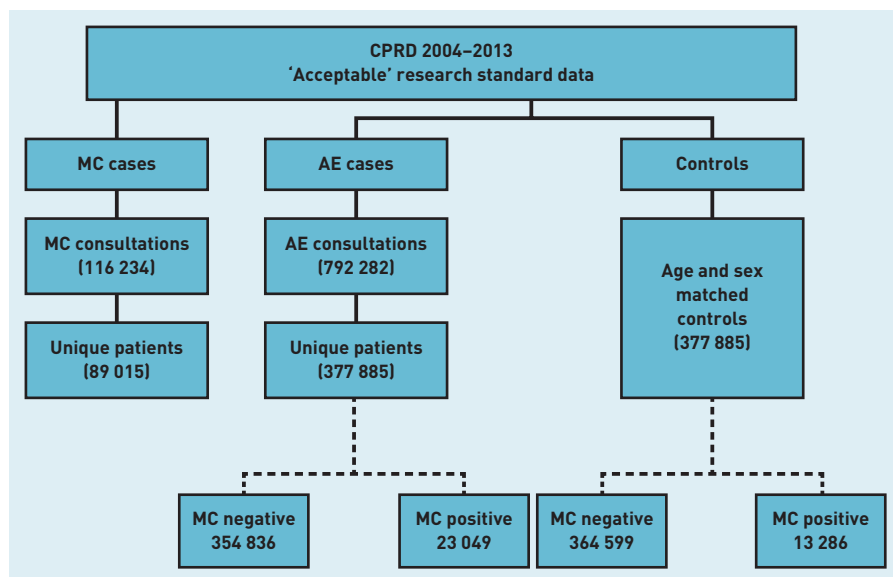 CPRD 2004–2013
‘Acceptable’ research standard data
MC cases
AE cases
Controls
MC consultations
(116 234)
AE consultations
(792 282)
Age and sex
matched
controls
(377 885)
Unique patients
(89 015)
Unique patients
(377 885)
MC negative
354 836
MC positive
23 049
MC negative
364 599
MC positive
13 286